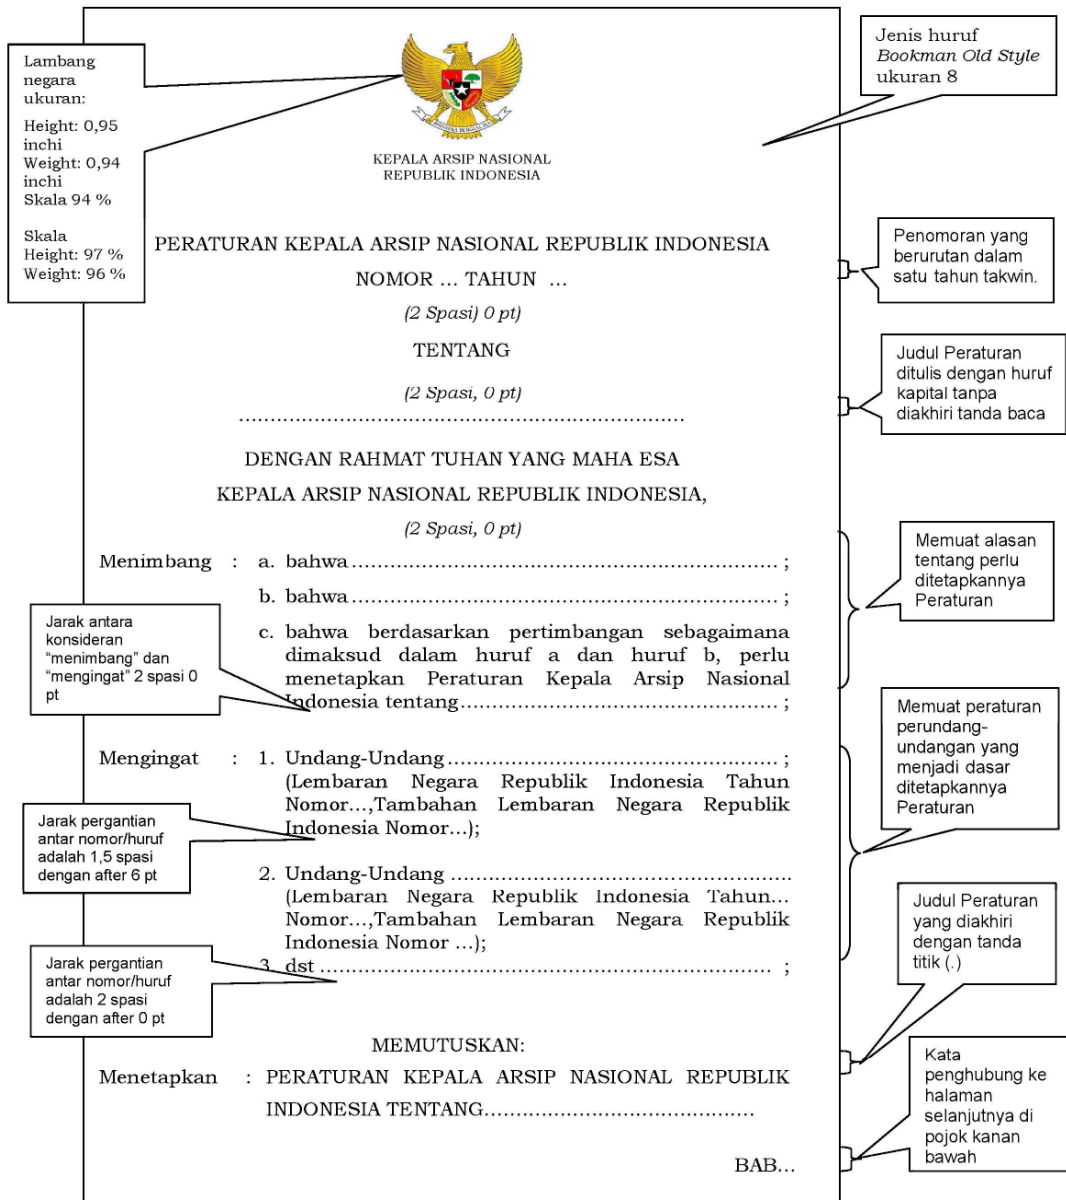 Lambang
negara
ukuran:
Height: 0,95
inchi
Weight: 0,94
inchi
Skala 94 %
Skala
Height: 97 %
Weight: 96 %
Jenis huruf
Bookman Old Style
ukuran 8
KEPALA ARSIP NASIONAL
REPUBLIK INDONESIA
PERATURAN KEPALA ARSIP NASIONAL REPUBLIK INDONESIA
NOMOR ... TAHUN ...
Penomoran yang
berurutan dalam
satu tahun takwin.
(2 Spasi) 0 pt)
TENTANG
(2 Spasi, 0 pt)
.......................................................................
Judul Peraturan
ditulis dengan huruf
kapital tanpa
diakhiri tanda baca
DENGAN RAHMAT TUHAN YANG MAHA ESA
KEPALA ARSIP NASIONAL REPUBLIK INDONESIA,
(2 Spasi, 0 pt)
Menimbang : a. bahwa.................................................................... ;
b. bahwa.................................................................... ;
c. bahwa berdasarkan pertimbangan sebagaimana
dimaksud dalam huruf a dan huruf b, perlu
menetapkan Peraturan Kepala Arsip Nasional
Indonesia tentang.................................................. ;
Memuat alasan
tentang perlu
ditetapkannya
Peraturan
Jarak antara
konsideran
“menimbang” dan
“mengingat” 2 spasi 0
pt
Mengingat : 1. Undang-Undang.................................................... ;
(Lembaran Negara Republik Indonesia Tahun
Nomor...,Tambahan Lembaran Negara Republik
Indonesia Nomor...);
2. Undang-Undang ......................................................
(Lembaran Negara Republik Indonesia Tahun...
Nomor...,Tambahan Lembaran Negara Republik
Indonesia Nomor ...);
3. dst ........................................................................ ;
Memuat peraturan
perundang-
undangan yang
menjadi dasar
ditetapkannya
Peraturan
Jarak pergantian
antar nomor/huruf
adalah 1,5 spasi
dengan after 6 pt
Jarak pergantian
antar nomor/huruf
adalah 2 spasi
dengan after 0 pt
Judul Peraturan
yang diakhiri
dengan tanda
titik (.)
MEMUTUSKAN:
Menetapkan : PERATURAN KEPALA ARSIP NASIONAL REPUBLIK
INDONESIA TENTANG...........................................
Kata
penghubung ke
halaman
selanjutnya di
pojok kanan
bawah
BAB...